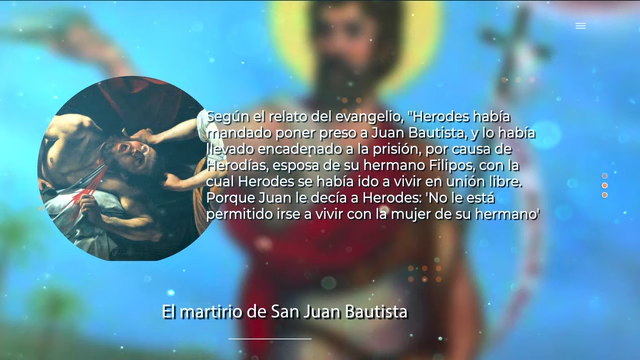 Según el relato del evangelio, "Herodes había
mandado poner preso a Juan Bautista, y lo había
llevado encadenado a la prisión, por causa de
Herodías, esposa de su hermano Filipos, con la
cual Herodes se había ido a vivir en unión libre.
Porque Juan le decía a Herodes: 'No le está
permitido irse a vivir con la mujer de su hermano'
El martirio de San Juan Bautista